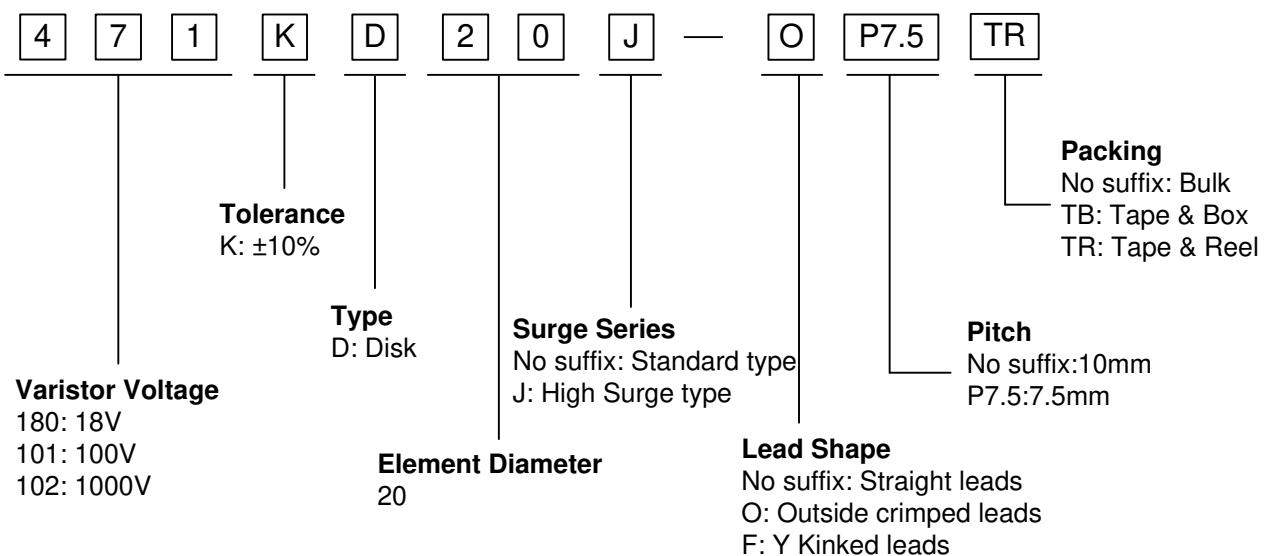 4 7 1 K D 2 0 J — O P7.5 TR
Packing
No suffix: Bulk
TB: Tape & Box
TR: Tape & Reel
Tolerance
K: ±10%
Type
D: Disk
Surge Series
No suffix: Standard type
J: High Surge type
Pitch
No suffix:10mm
P7.5:7.5mm
Varistor Voltage
180: 18V
101: 100V
102: 1000V
Element Diameter
20
Lead Shape
No suffix: Straight leads
O: Outside crimped leads
F: Y Kinked leads